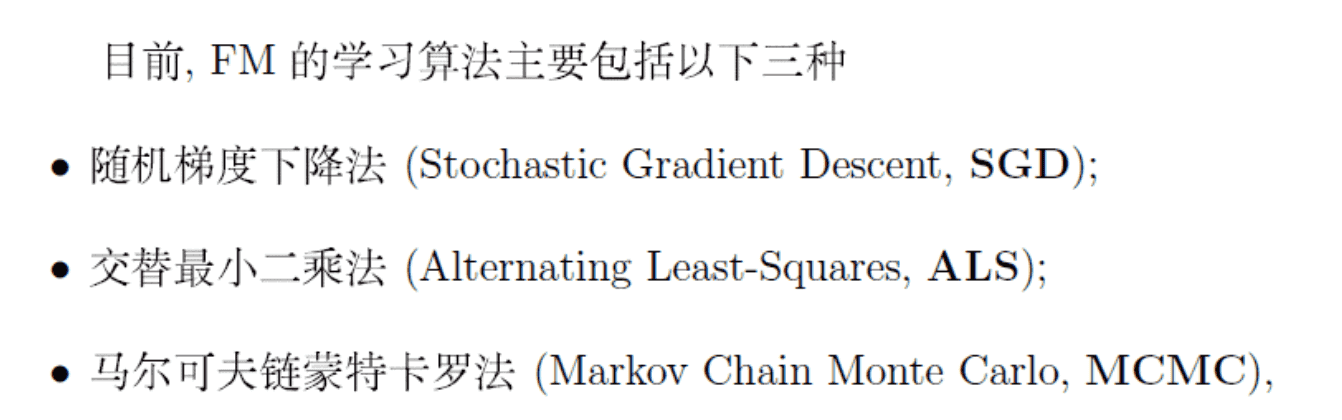 目前, FM 的学习算法主要包括以下三种
• 随机梯度下降法 (Stochastic Gradient Descent, SGD);
• 交替最小二乘法 (Alternating Least-Squares, ALS);
• 马尔可夫链蒙特卡罗法 (Markov Chain Monte Carlo, MCMC),